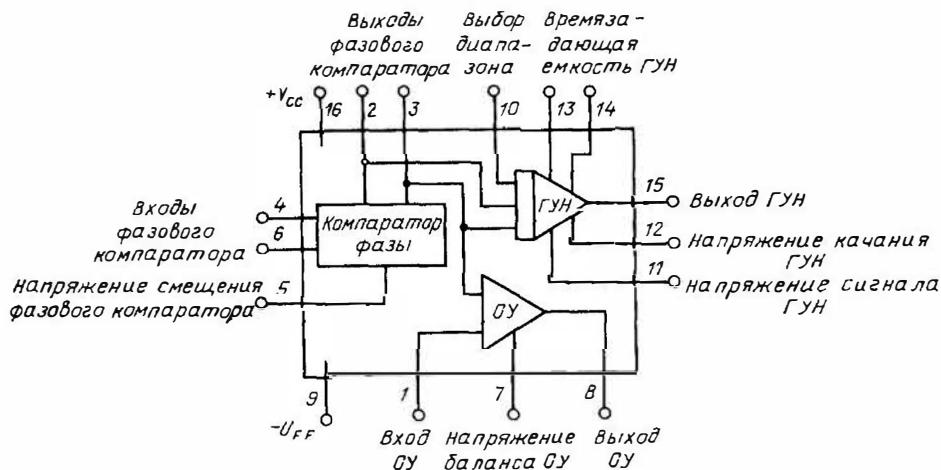 Выходы
фазового
компаратора
Выбор
диапа-
зона
Времяза-
дающая
емкость ГУН
+Vcc
16
2
3
10
13
14
4
Входы
фазового
компаратора
6
Компаратор
фазы
ГУН
15
Выход ГУН
12
Напряжение качания
ГУН
11
Напряжение сигнала
ГУН
Напряжение смещения
фазового компаратора
5
ОУ
9
-UEE
1
7
8
Вход
ОУ
Напряжение
баланса ОУ
Выход
ОУ